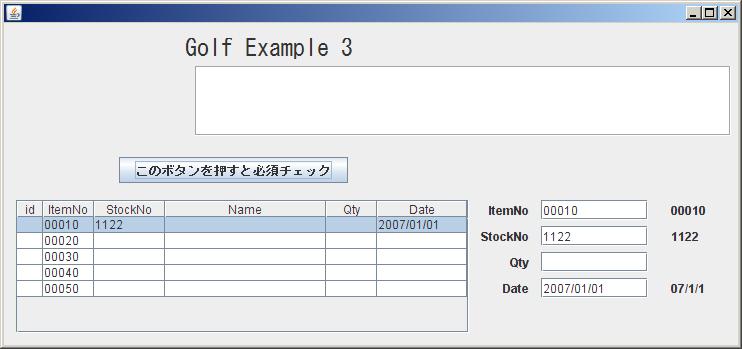 Golf Example 3
このボタンを押すと必須チェック
id ItemNo StockNo Name Qty Date
00010 1122 2007/01/01
00020
00030
00040
00050
ItemNo 00010 00010
StockNo 1122 1122
Qty
Date 2007/01/01 07/1/1